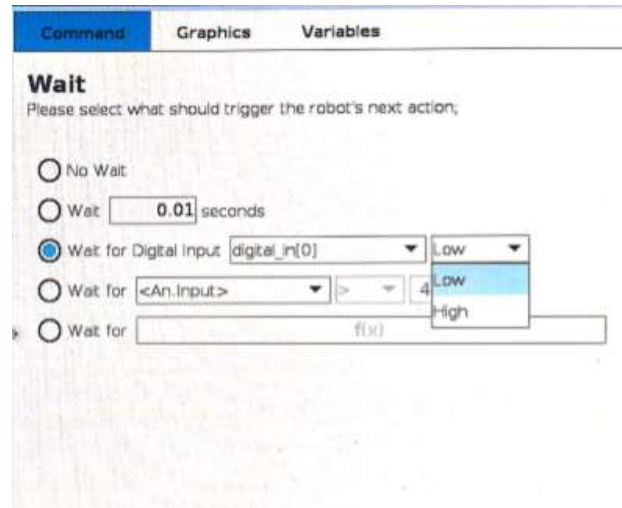 Command Graphics Variables
Wait
Please select what should trigger the robot's next action;
No Wait
Wait 0.01 seconds
Wait for Digital Input digital_in[0] Low
Low
Wait for <An.Input> > 4
High
Wait for f(x)